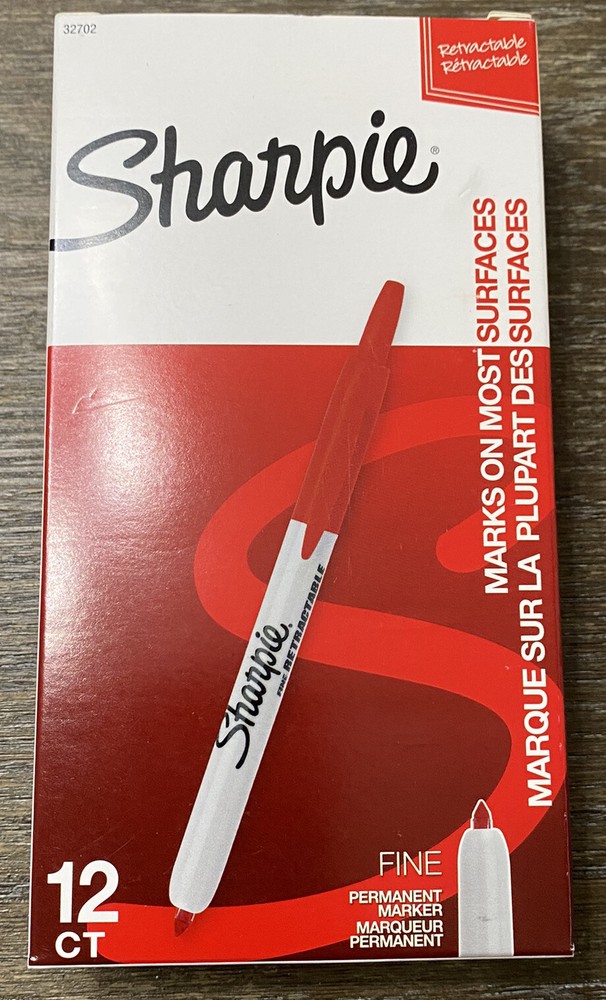 32702
Retractable
Rétractable
Sharpie®
MARKS ON MOST SURFACES
MARQUE SUR LA PLUPART DES SURFACES
Sharpie®
FINE RETRACTABLE
12
CT
FINE
PERMANENT
MARKER
MARQUEUR
PERMANENT